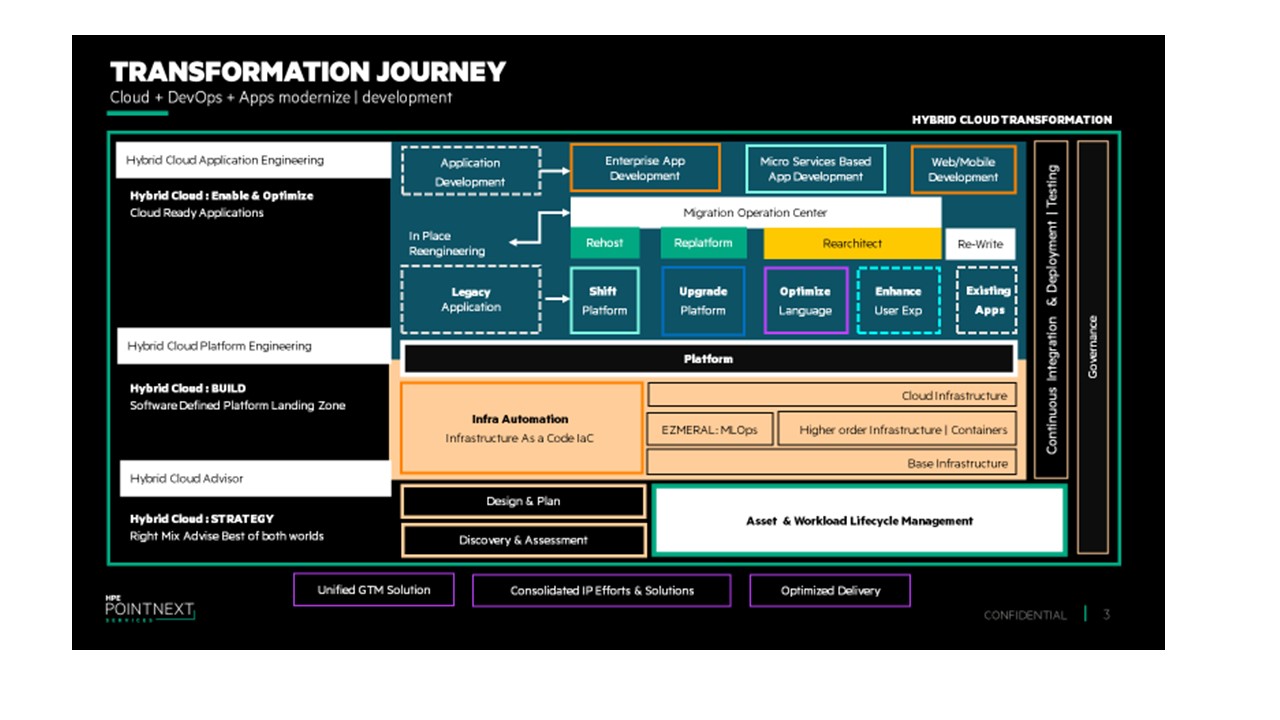 TRANSFORMATION JOURNEY
Cloud + DevOps + Apps modernize | development
HYBRID CLOUD TRANSFORMATION
Hybrid Cloud Application Engineering
Hybrid Cloud : Enable & Optimize
Cloud Ready Applications
Application
Development
Enterprise App
Development
Micro Services Based
App Development
Web/Mobile
Development
Migration Operation Center
In Place
Reengineering
Rehost
Replatform
Rearchitect
Re-Write
Legacy
Application
Shift
Platform
Upgrade
Platform
Optimize
Language
Enhance
User Exp
Existing
Apps
Hybrid Cloud Platform Engineering
Platform
Hybrid Cloud : BUILD
Software Defined Platform Landing Zone
Infra Automation
Infrastructure As a Code IaC
Cloud Infrastructure
EZMERAL: MLOps
Higher order Infrastructure | Containers
Base Infrastructure
Hybrid Cloud Advisor
Hybrid Cloud : STRATEGY
Right Mix Advise Best of both worlds
Design & Plan
Discovery & Assessment
Asset & Workload Lifecycle Management
Continuous Integration & Deployment | Testing
Governance
Unified GTM Solution
Consolidated IP Efforts & Solutions
Optimized Delivery
HPE
POINTNEXT
SERVICES
CONFIDENTIAL
3